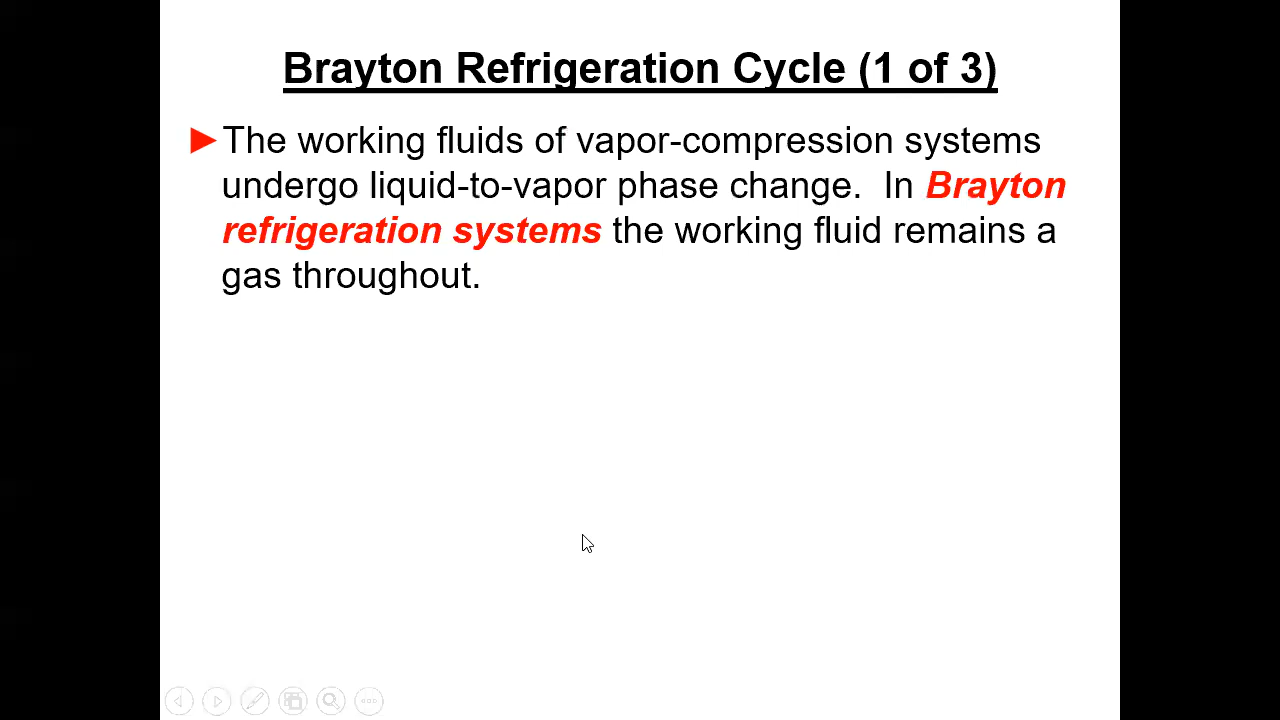 Brayton Refrigeration Cycle (1 of 3)
►The working fluids of vapor-compression systems
undergo liquid-to-vapor phase change.  In Brayton
refrigeration systems the working fluid remains a
gas throughout.